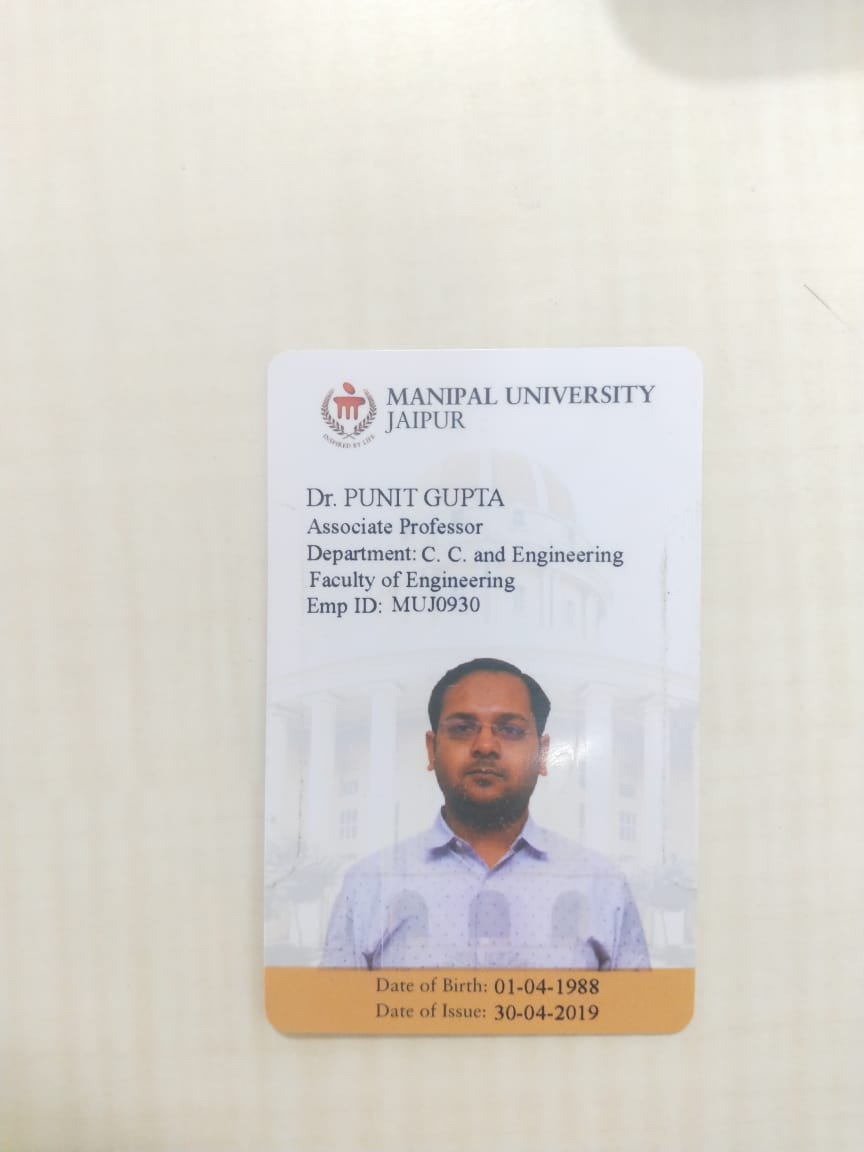 MANIPAL UNIVERSITY
JAIPUR
INSPIRED BY LIFE
Dr. PUNIT GUPTA
Associate Professor
Department: C. C. and Engineering
Faculty of Engineering
Emp ID: MUJ0930
Date of Birth: 01-04-1988
Date of Issue: 30-04-2019